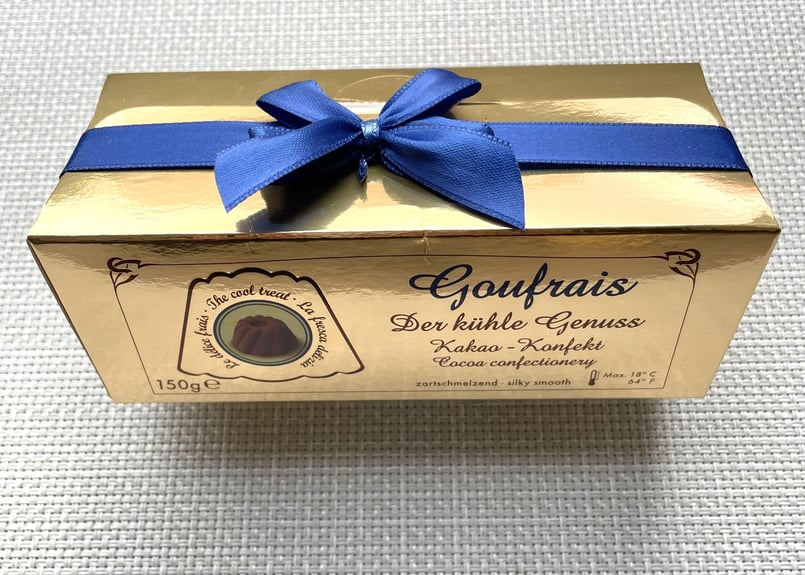 Le délice frais · The cool treat · La fresca delizia
150g ℮
Goufrais
Der kühle Genuss
Kakao - Konfekt
Cocoa confectionery
zartschmelzend · silky smooth
Max. 18° C
64° F